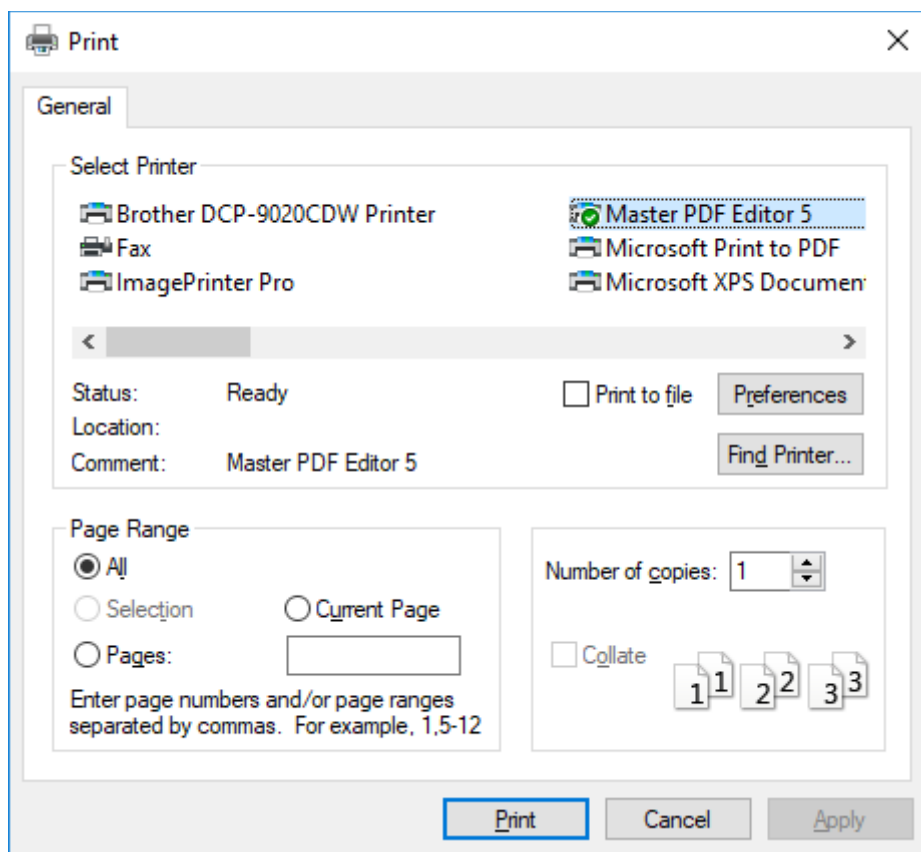 Print
General
Select Printer
Brother DCP-9020CDW Printer
Master PDF Editor 5
Fax
Microsoft Print to PDF
ImagePrinter Pro
Microsoft XPS Documen
Status: Ready
Print to file
Preferences
Location:
Comment: Master PDF Editor 5
Find Printer...
Page Range
All
Selection
Current Page
Pages:
Enter page numbers and/or page ranges
separated by commas. For example, 1,5-12
Number of copies: 1
Collate
1 1 2 2 3 3
Print
Cancel
Apply